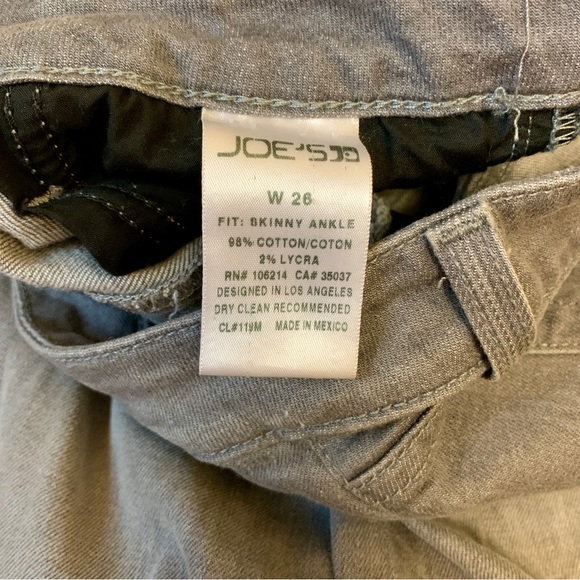 JOE'S
W 26
FIT: SKINNY ANKLE
98% COTTON/COTON
2% LYCRA
RN# 106214 CA# 35037
DESIGNED IN LOS ANGELES
DRY CLEAN RECOMMENDED
CL#119M MADE IN MEXICO